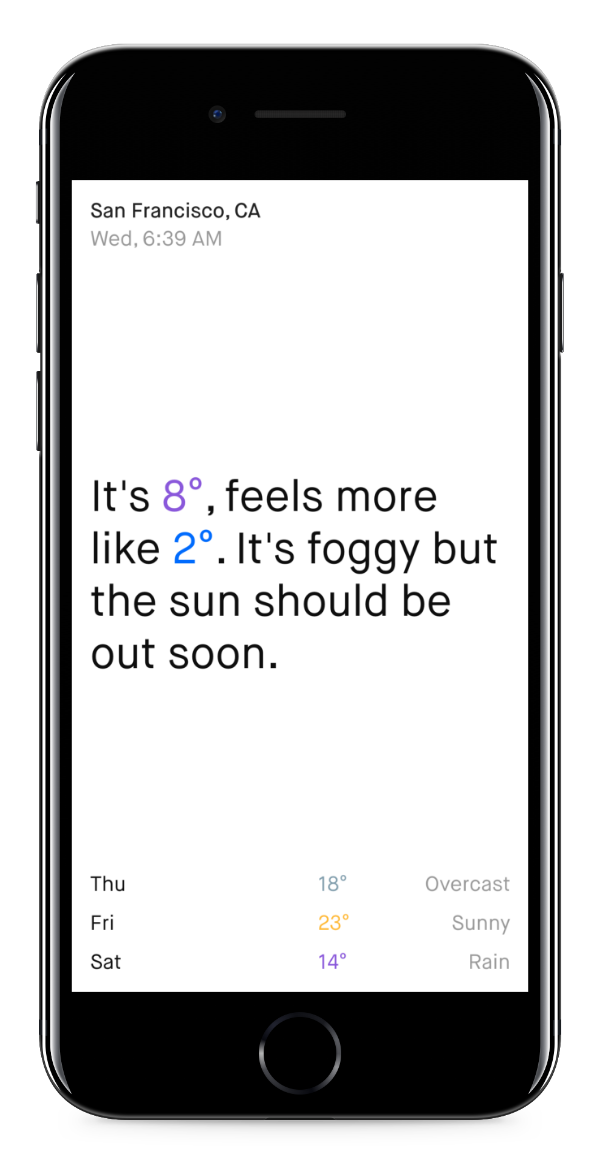 San Francisco, CA
Wed, 6:39 AM
It's 8°, feels more
like 2°. It's foggy but
the sun should be
out soon.
Thu 18° Overcast
Fri 23° Sunny
Sat 14° Rain